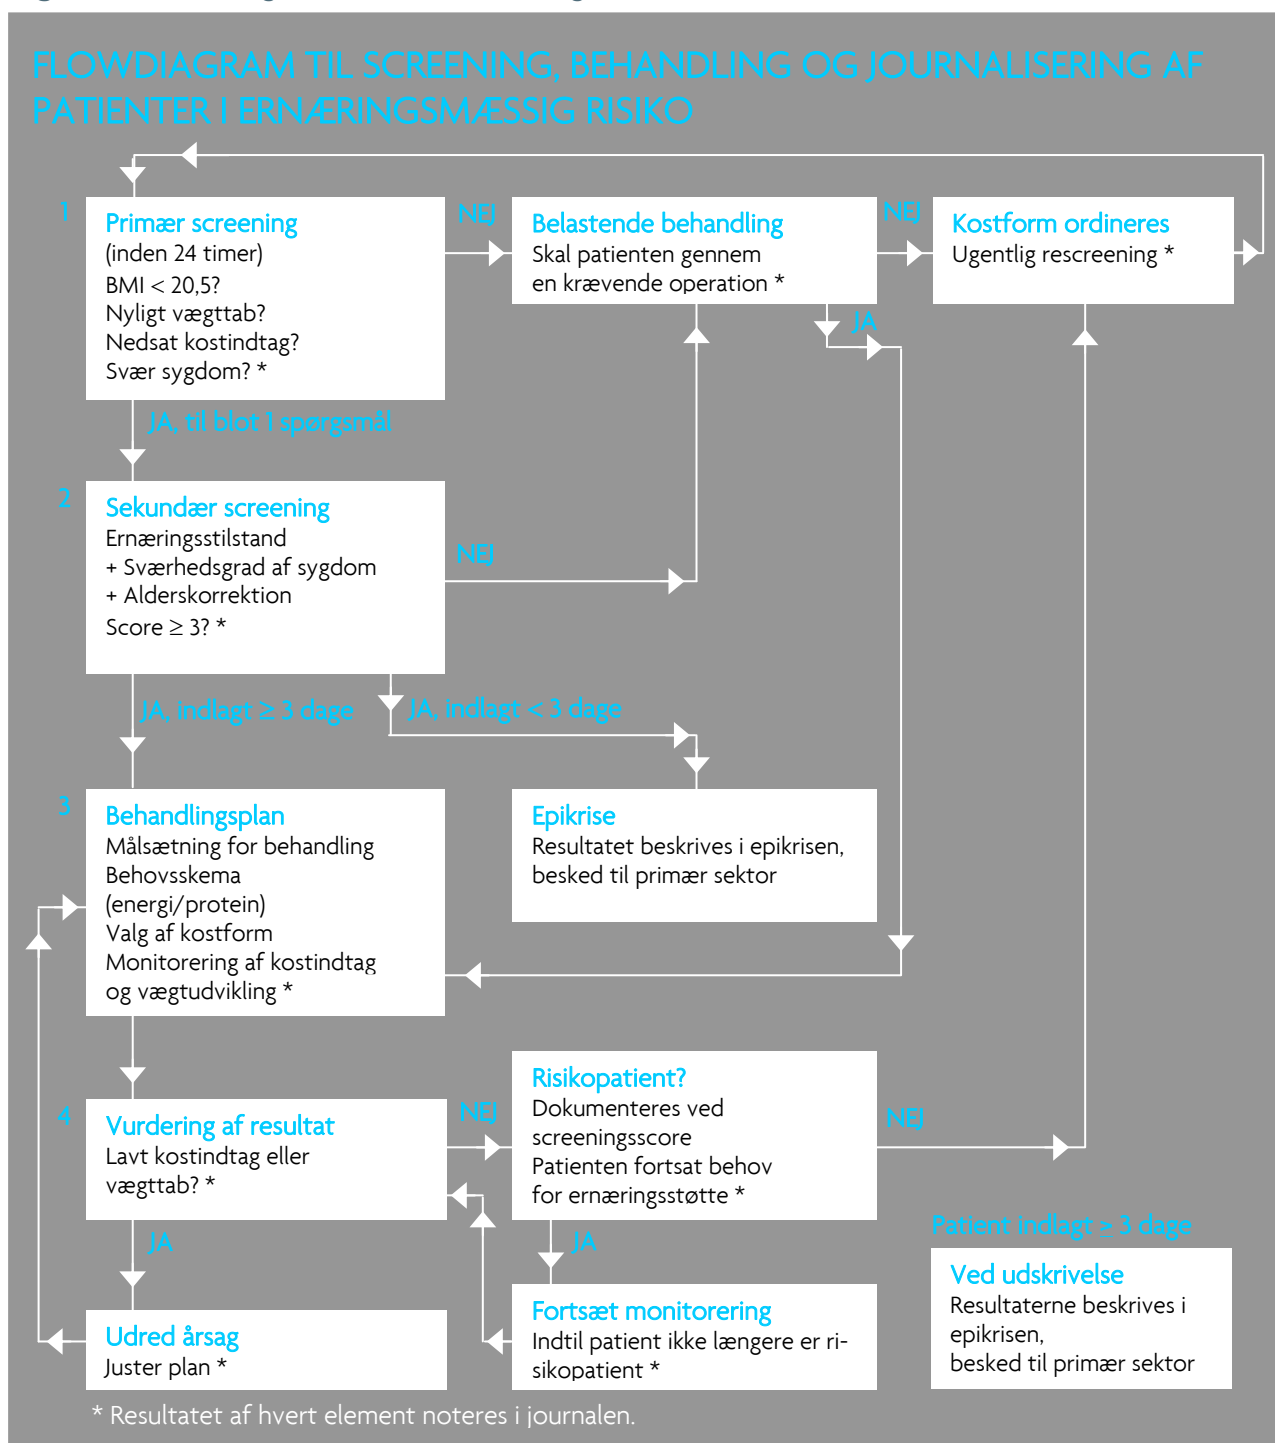 FLOWDIAGRAM TIL SCREENING, BEHANDLING OG JOURNALISERING AF
PATIENTER I ERNÆRINGSMÆSSIG RISIKO
1
Primær screening
(inden 24 timer)
BMI < 20,5?
Nyligt vægttab?
Nedsat kostindtag?
Svær sygdom? *
NEJ
Belastende behandling
Skal patienten gennem
en krævende operation *
NEJ
Kostform ordineres
Ugentlig rescreening *
JA
JA, til blot 1 spørgsmål
2
Sekundær screening
Ernæringsstilstand
+ Sværhedsgrad af sygdom
+ Alderskorrektion
Score ≥ 3? *
NEJ
JA, indlagt ≥ 3 dage
JA, indlagt < 3 dage
3
Behandlingsplan
Målsætning for behandling
Behovsskema
(energi/protein)
Valg af kostform
Monitorering af kostindtag
og vægtudvikling *
Epikrise
Resultatet beskrives i epikrisen,
besked til primær sektor
4
Vurdering af resultat
Lavt kostindtag eller
vægttab? *
NEJ
Risikopatient?
Dokumenteres ved
screeningsscore
Patienten fortsat behov
for ernæringsstøtte *
NEJ
JA
JA
Udred årsag
Juster plan *
Fortsæt monitorering
Indtil patient ikke længere er ri-
sikopatient *
Patient indlagt ≥ 3 dage
Ved udskrivelse
Resultaterne beskrives i
epikrisen,
besked til primær sektor
* Resultatet af hvert element noteres i journalen.